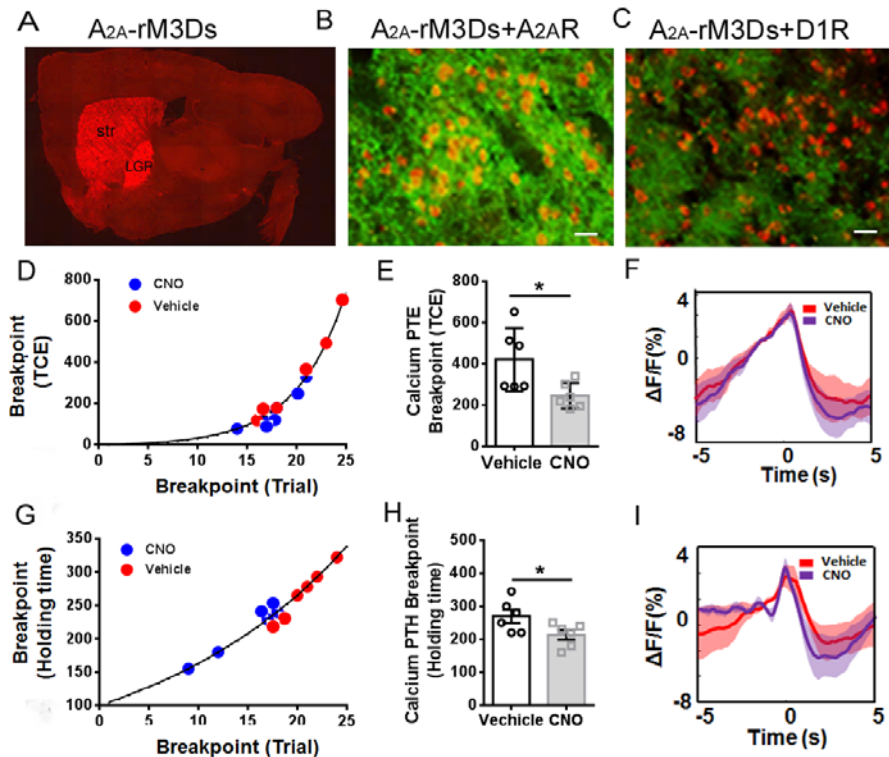 A
A2A-rM3Ds
str
LGP
B
A2A-rM3Ds+A2AR
C
A2A-rM3Ds+D1R
D
Breakpoint
(TCE)
800
600
400
200
0
CNO
Vehicle
0 5 10 15 20 25
Breakpoint (Trial)
E
Calcium PTE
Breakpoint (TCE)
800
600
400
200
0
*
Vehicle CNO
F
ΔF/F(%)
4
0
-8
Vehicle
CNO
-5 0 5
Time (s)
G
Breakpoint
(Holding time)
350
300
250
200
150
100
CNO
Vehicle
0 5 10 15 20 25
Breakpoint (Trial)
H
Calcium PTH Breakpoint
(Holding time)
500
400
300
200
100
0
*
Vechicle CNO
I
ΔF/F(%)
4
0
-8
Vehicle
CNO
-5 0 5
Time (s)